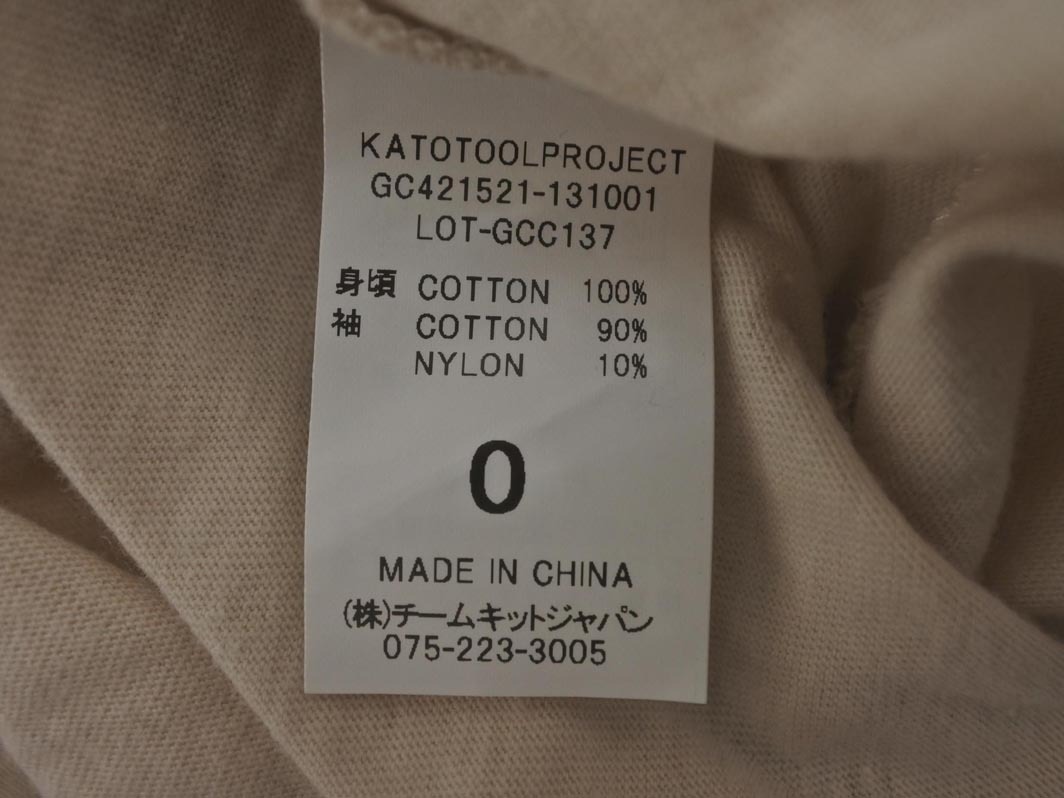 KATOTOOLPROJECT
GC421521-131001
LOT-GCC137
身頃 COTTON 100%
袖 COTTON 90%
NYLON 10%
0
MADE IN CHINA
(株)チームキットジャパン
075-223-3005